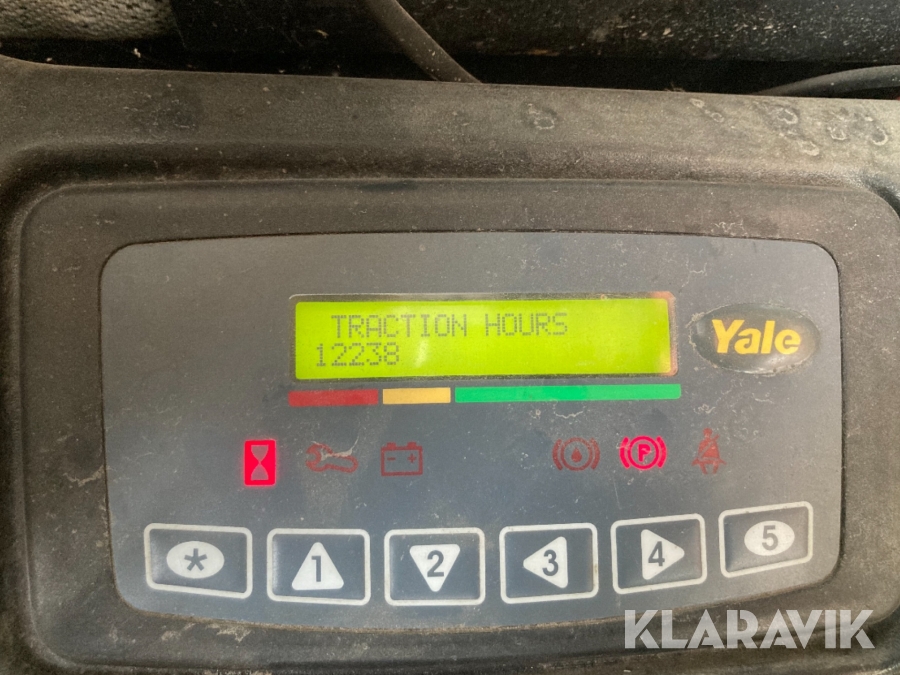 TRACTION HOURS
12238
Yale
P
* 1 2 3 4 5
KLARAVIK